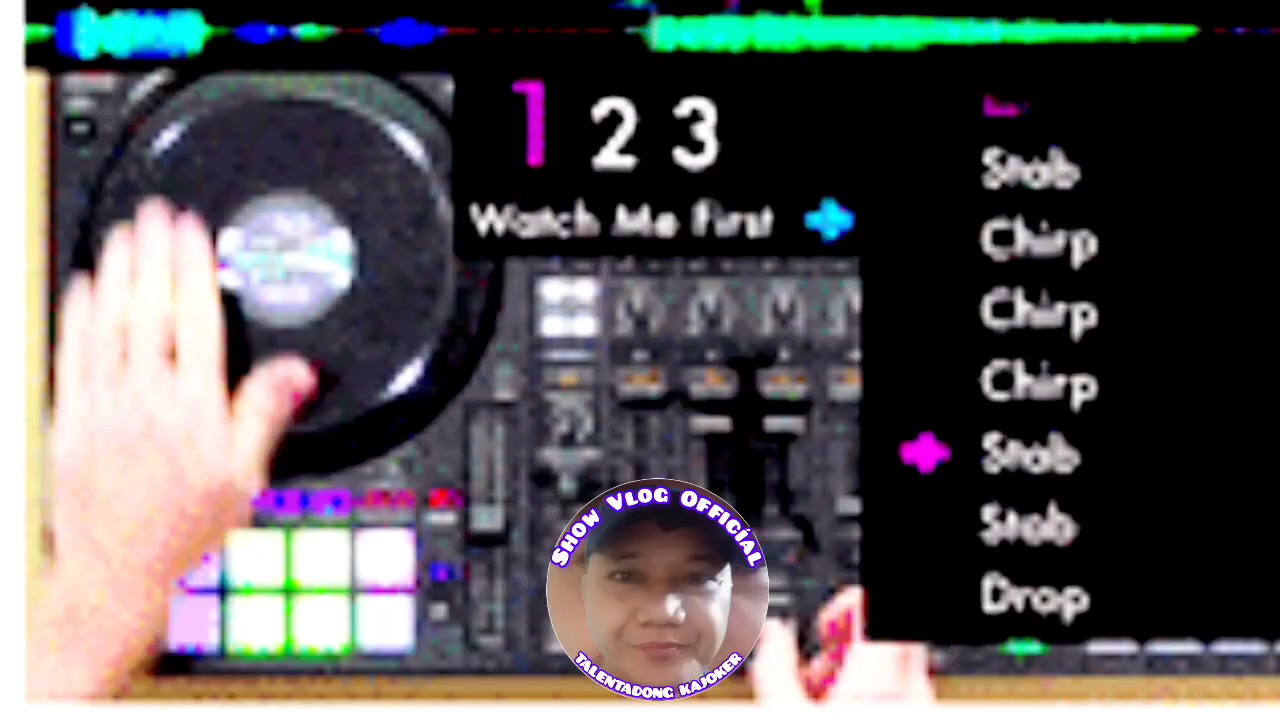 1 2 3
Watch Me First
Stab
Chirp
Chirp
Chirp
Stab
Stab
Drop
Show Vlog Official
TALENTADONG KAJOKER